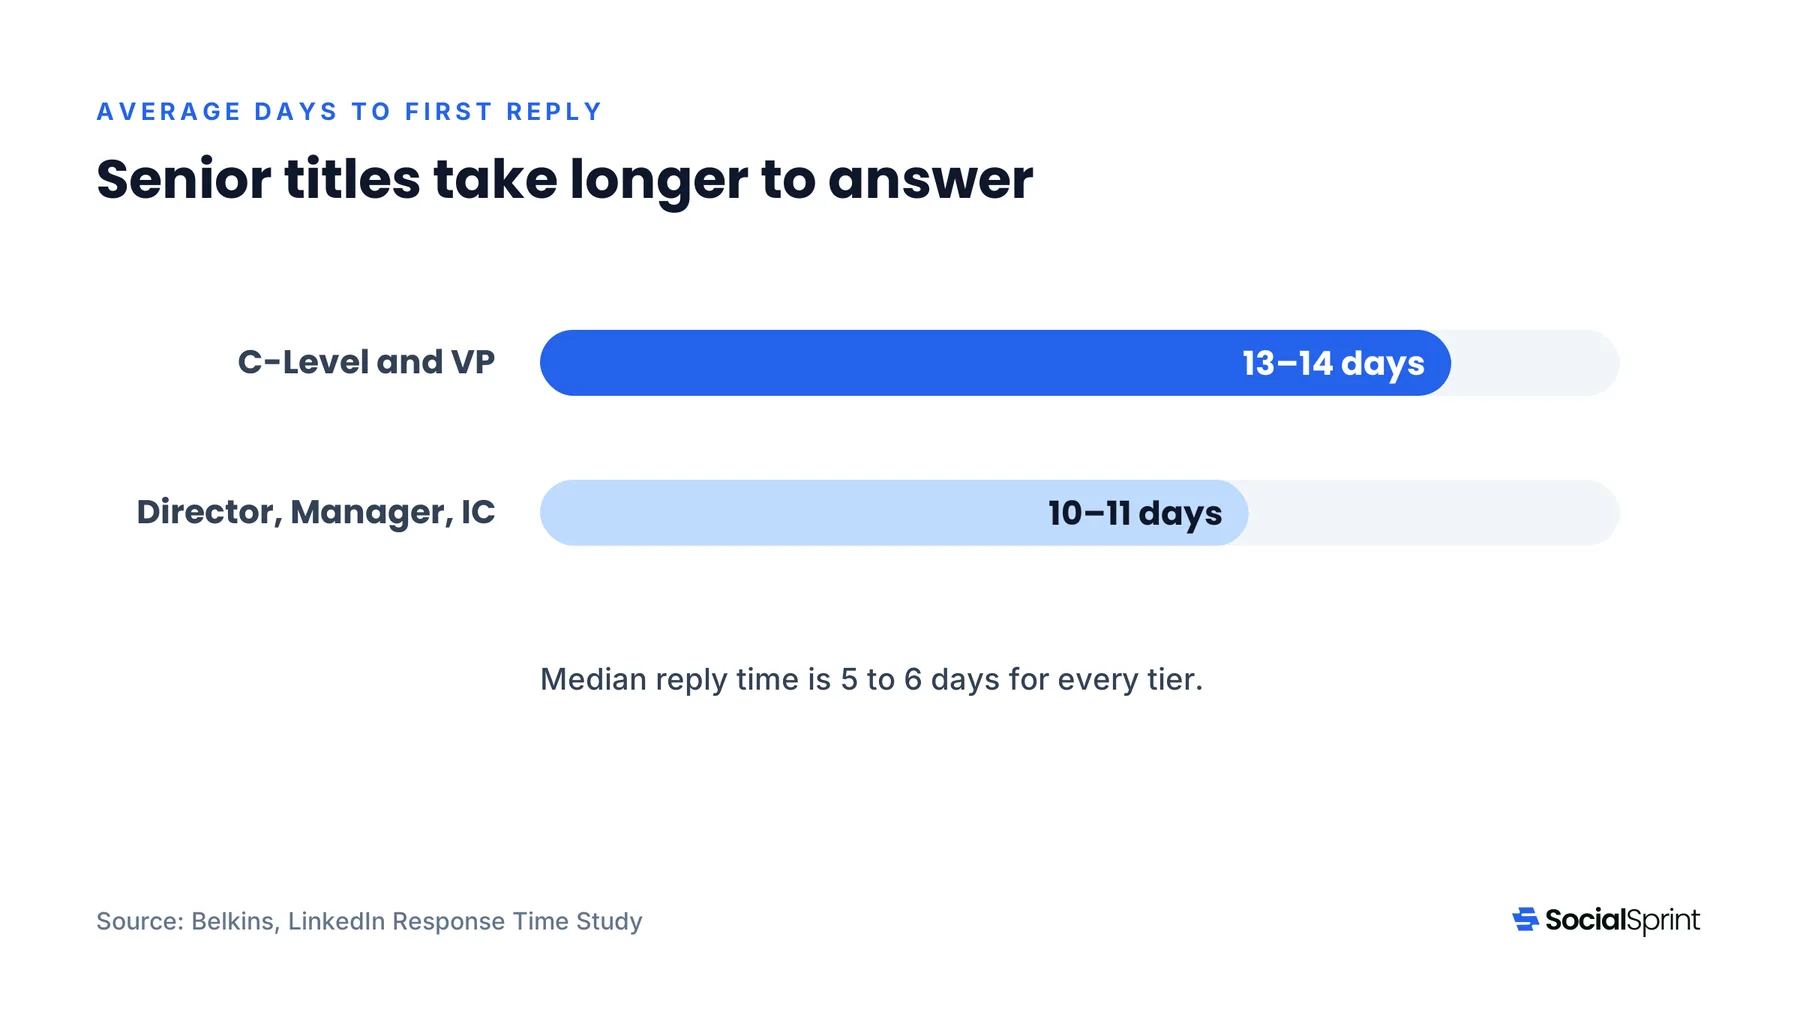 AVERAGE DAYS TO FIRST REPLY
Senior titles take longer to answer
C-Level and VP
13–14 days
Director, Manager, IC
10–11 days
Median reply time is 5 to 6 days for every tier.
Source: Belkins, LinkedIn Response Time Study
SocialSprint